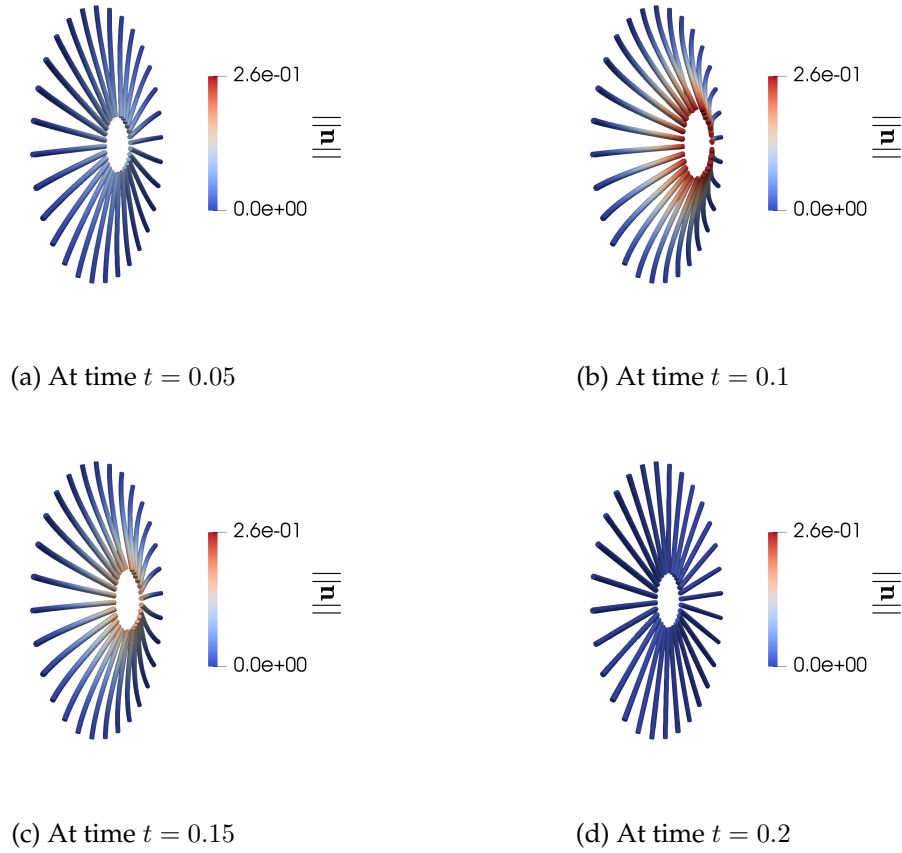 2.6e-01
||u||
0.0e+00
2.6e-01
||u||
0.0e+00
(a) At time t = 0.05
(b) At time t = 0.1
2.6e-01
||u||
0.0e+00
2.6e-01
||u||
0.0e+00
(c) At time t = 0.15
(d) At time t = 0.2